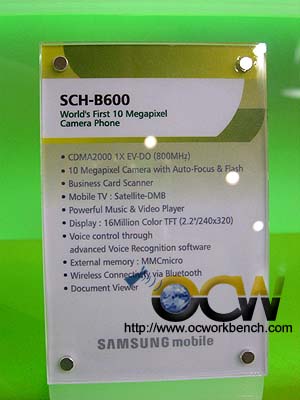 SCH-B600
World's First 10 Megapixel
Camera Phone
• CDMA2000 1X EV-DO (800MHz)
• 10 Megapixel Camera with Auto-Focus & Flash
• Business Card Scanner
• Mobile TV : Satellite-DMB
• Powerful Music & Video Player
• Display : 16Million Color TFT (2.2"/240x320)
• Voice control through
advanced Voice Recognition software
• External memory : MMCmicro
• Wireless Connectivity via Bluetooth
• Document Viewer
OCW
http://www.ocworkbench.com
SAMSUNG mobile